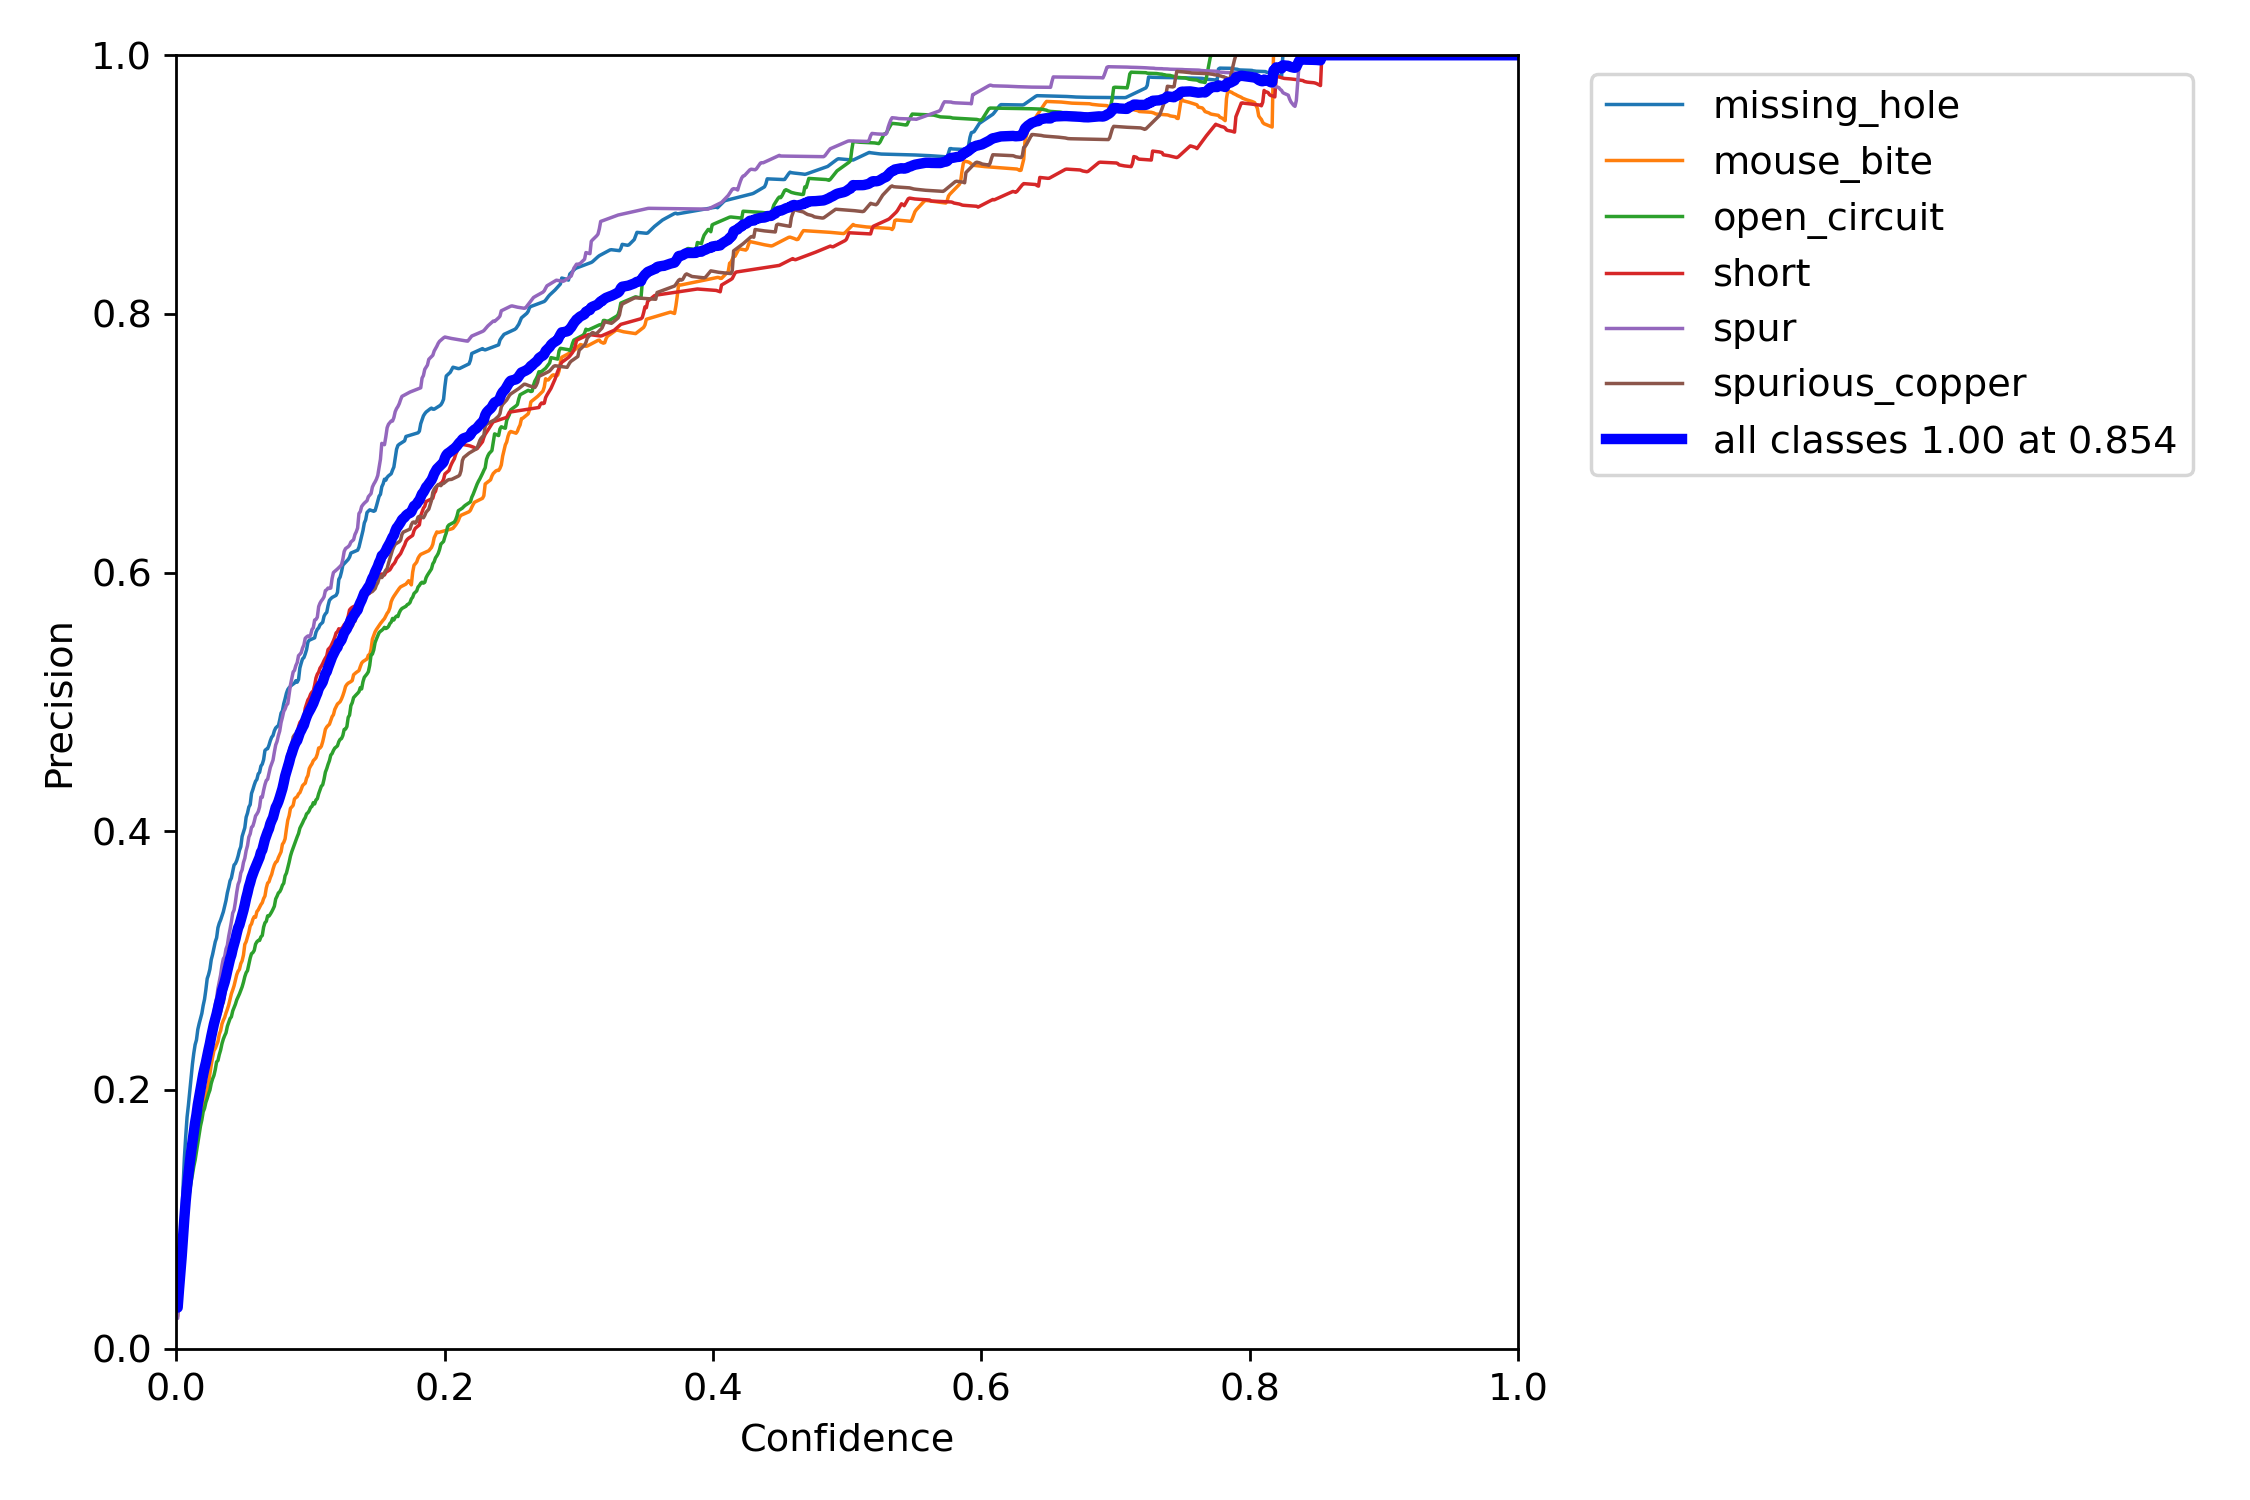 1.0
0.8
0.6
0.4
0.2
0.0
Precision
0.0 0.2 0.4 0.6 0.8 1.0
Confidence
missing_hole
mouse_bite
open_circuit
short
spur
spurious_copper
all classes 1.00 at 0.854